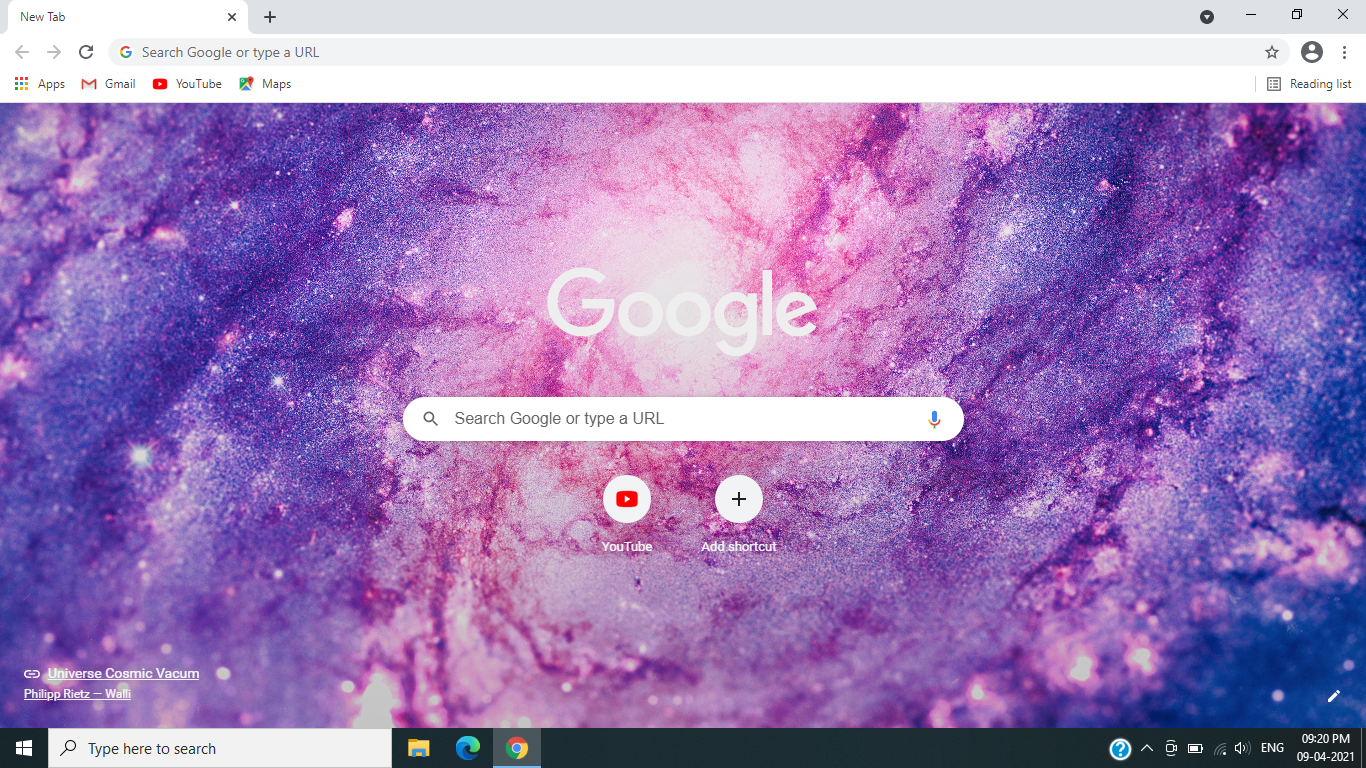 New Tab
Search Google or type a URL
Apps Gmail YouTube Maps Reading list
Google
Search Google or type a URL
YouTube Add shortcut
Universe Cosmic Vacum
Philipp Rietz — Walli
Type here to search
ENG
09:20 PM
09-04-2021